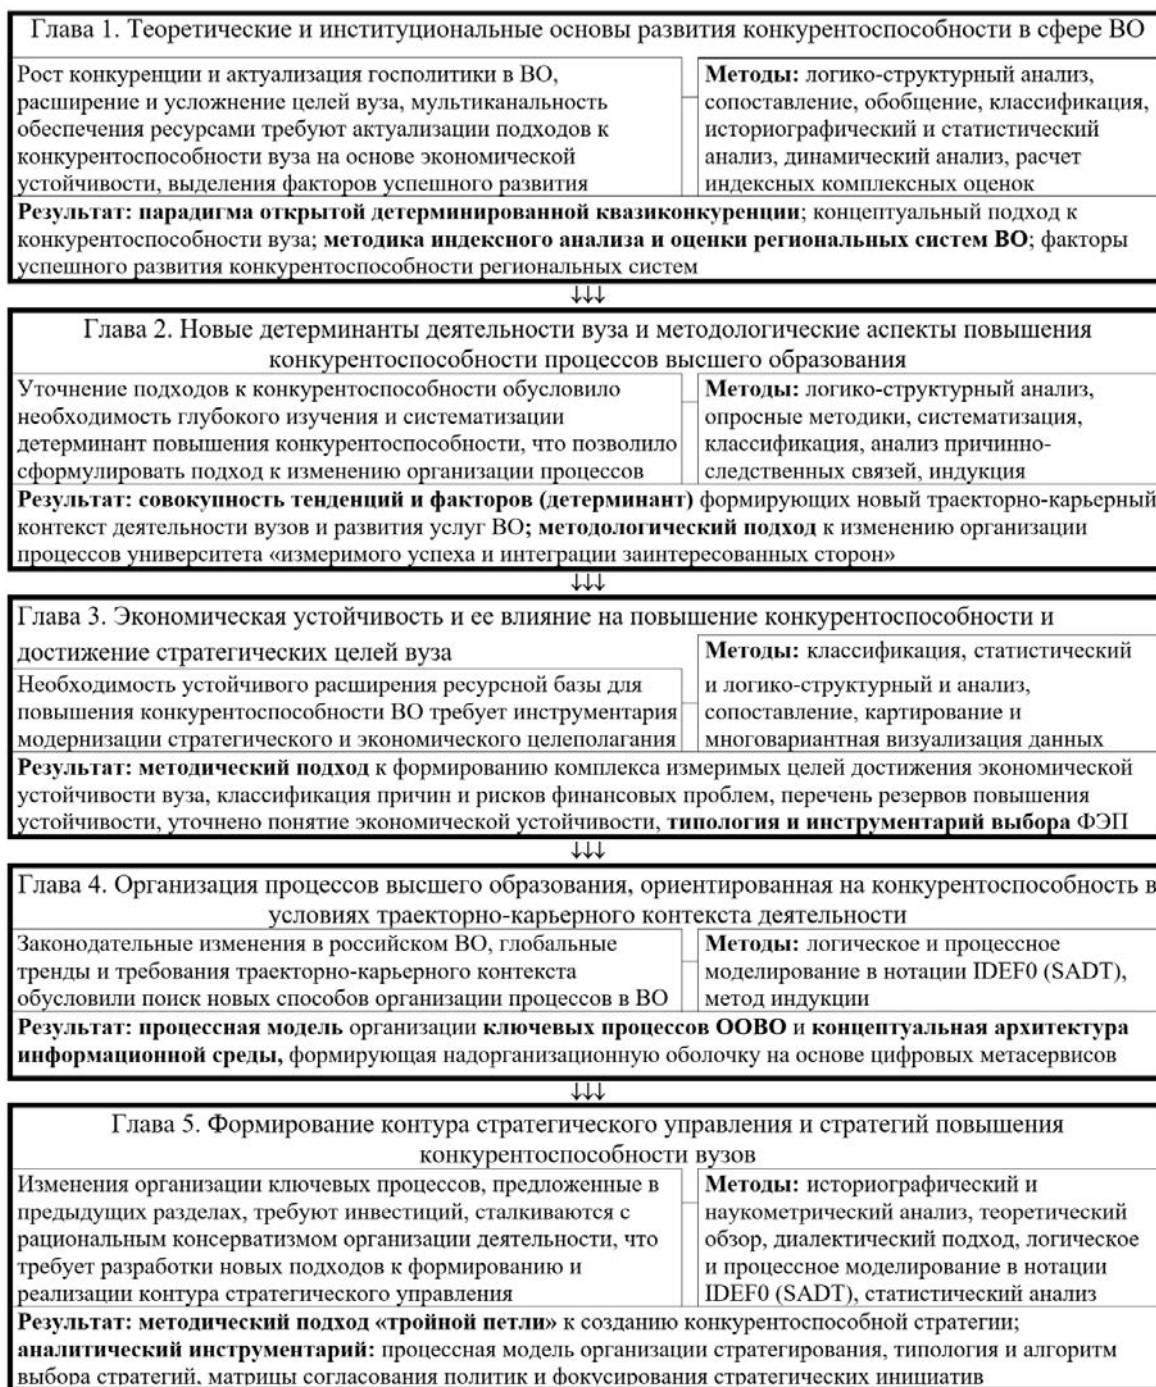 Глава 1. Теоретические и институциональные основы развития конкурентоспособности в сфере ВО
Рост конкуренции и актуализация госполитики в ВО,
расширение и усложнение целей вуза, мультиканальность
обеспечения ресурсами требуют актуализации подходов к
конкурентоспособности вуза на основе экономической
устойчивости, выделения факторов успешного развития
Методы: логико-структурный анализ,
сопоставление, обобщение, классификация,
историографический и статистический
анализ, динамический анализ, расчет
индексных комплексных оценок
Результат: парадигма открытой детерминированной квазиконкуренции; концептуальный подход к
конкурентоспособности вуза; методика индексного анализа и оценки региональных систем ВО; факторы
успешного развития конкурентоспособности региональных систем
↓↓↓
Глава 2. Новые детерминанты деятельности вуза и методологические аспекты повышения
конкурентоспособности процессов высшего образования
Уточнение подходов к конкурентоспособности обусловило
необходимость глубокого изучения и систематизации
детерминант повышения конкурентоспособности, что позволило
сформулировать подход к изменению организации процессов
Методы: логико-структурный анализ,
опросные методики, систематизация,
классификация, анализ причинно-
следственных связей, индукция
Результат: совокупность тенденций и факторов (детерминант) формирующих новый траекторно-карьерный
контекст деятельности вузов и развития услуг ВО; методологический подход к изменению организации
процессов университета «измеримого успеха и интеграции заинтересованных сторон»
↓↓↓
Глава 3. Экономическая устойчивость и ее влияние на повышение конкурентоспособности и
достижение стратегических целей вуза
Необходимость устойчивого расширения ресурсной базы для
повышения конкурентоспособности ВО требует инструментария
модернизации стратегического и экономического целеполагания
Методы: классификация, статистический
и логико-структурный и анализ,
сопоставление, картирование и
многовариантная визуализация данных
Результат: методический подход к формированию комплекса измеримых целей достижения экономической
устойчивости вуза, классификация причин и рисков финансовых проблем, перечень резервов повышения
устойчивости, уточнено понятие экономической устойчивости, типология и инструментарий выбора ФЭП
↓↓↓
Глава 4. Организация процессов высшего образования, ориентированная на конкурентоспособность в
условиях траекторно-карьерного контекста деятельности
Законодательные изменения в российском ВО, глобальные
тренды и требования траекторно-карьерного контекста
обусловили поиск новых способов организации процессов в ВО
Методы: логическое и процессное
моделирование в нотации IDEF0 (SADT),
метод индукции
Результат: процессная модель организации ключевых процессов ООВО и концептуальная архитектура
информационной среды, формирующая надорганизационную оболочку на основе цифровых метасервисов
↓↓↓
Глава 5. Формирование контура стратегического управления и стратегий повышения
конкурентоспособности вузов
Изменения организации ключевых процессов, предложенные в
предыдущих разделах, требуют инвестиций, сталкиваются с
рациональным консерватизмом организации деятельности, что
требует разработки новых подходов к формированию и
реализации контура стратегического управления
Методы: историографический и
наукометрический анализ, теоретический
обзор, диалектический подход, логическое
и процессное моделирование в нотации
IDEF0 (SADT), статистический анализ
Результат: методический подход «тройной петли» к созданию конкурентоспособной стратегии;
аналитический инструментарий: процессная модель организации стратегирования, типология и алгоритм
выбора стратегий, матрицы согласования политик и фокусирования стратегических инициатив